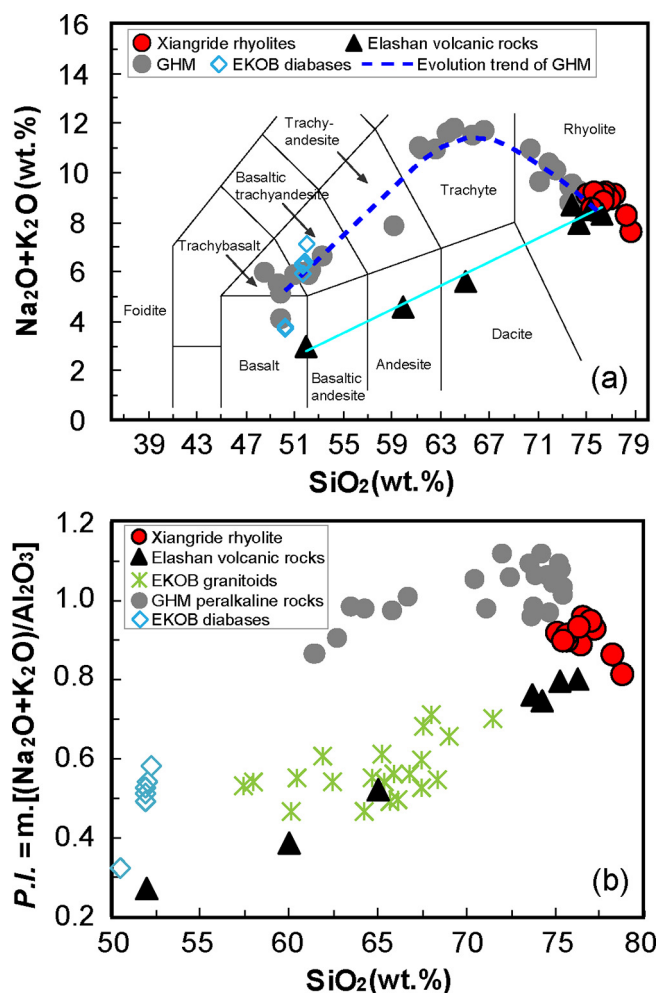 16
14
12
10
8
6
4
2
0
Na₂O+K₂O(wt.%)
Xiangride rhyolites
Elashan volcanic rocks
GHM
EKOB diabases
Evolution trend of GHM
Trachy-
andesite
Rhyolite
Basaltic
trachyandesite
Trachyte
Trachybasalt
Foidite
Basalt
Basaltic
andesite
Andesite
Dacite
(a)
39 43 47 51 55 59 63 67 71 75 79
SiO₂(wt.%)
1.2
1.0
0.8
0.6
0.4
0.2
P.I. = m.[(Na₂O+K₂O)/Al₂O₃]
Xiangride rhyolite
Elashan volcanic rocks
EKOB granitoids
GHM peralkaline rocks
EKOB diabases
(b)
50 55 60 65 70 75 80
SiO₂(wt.%)